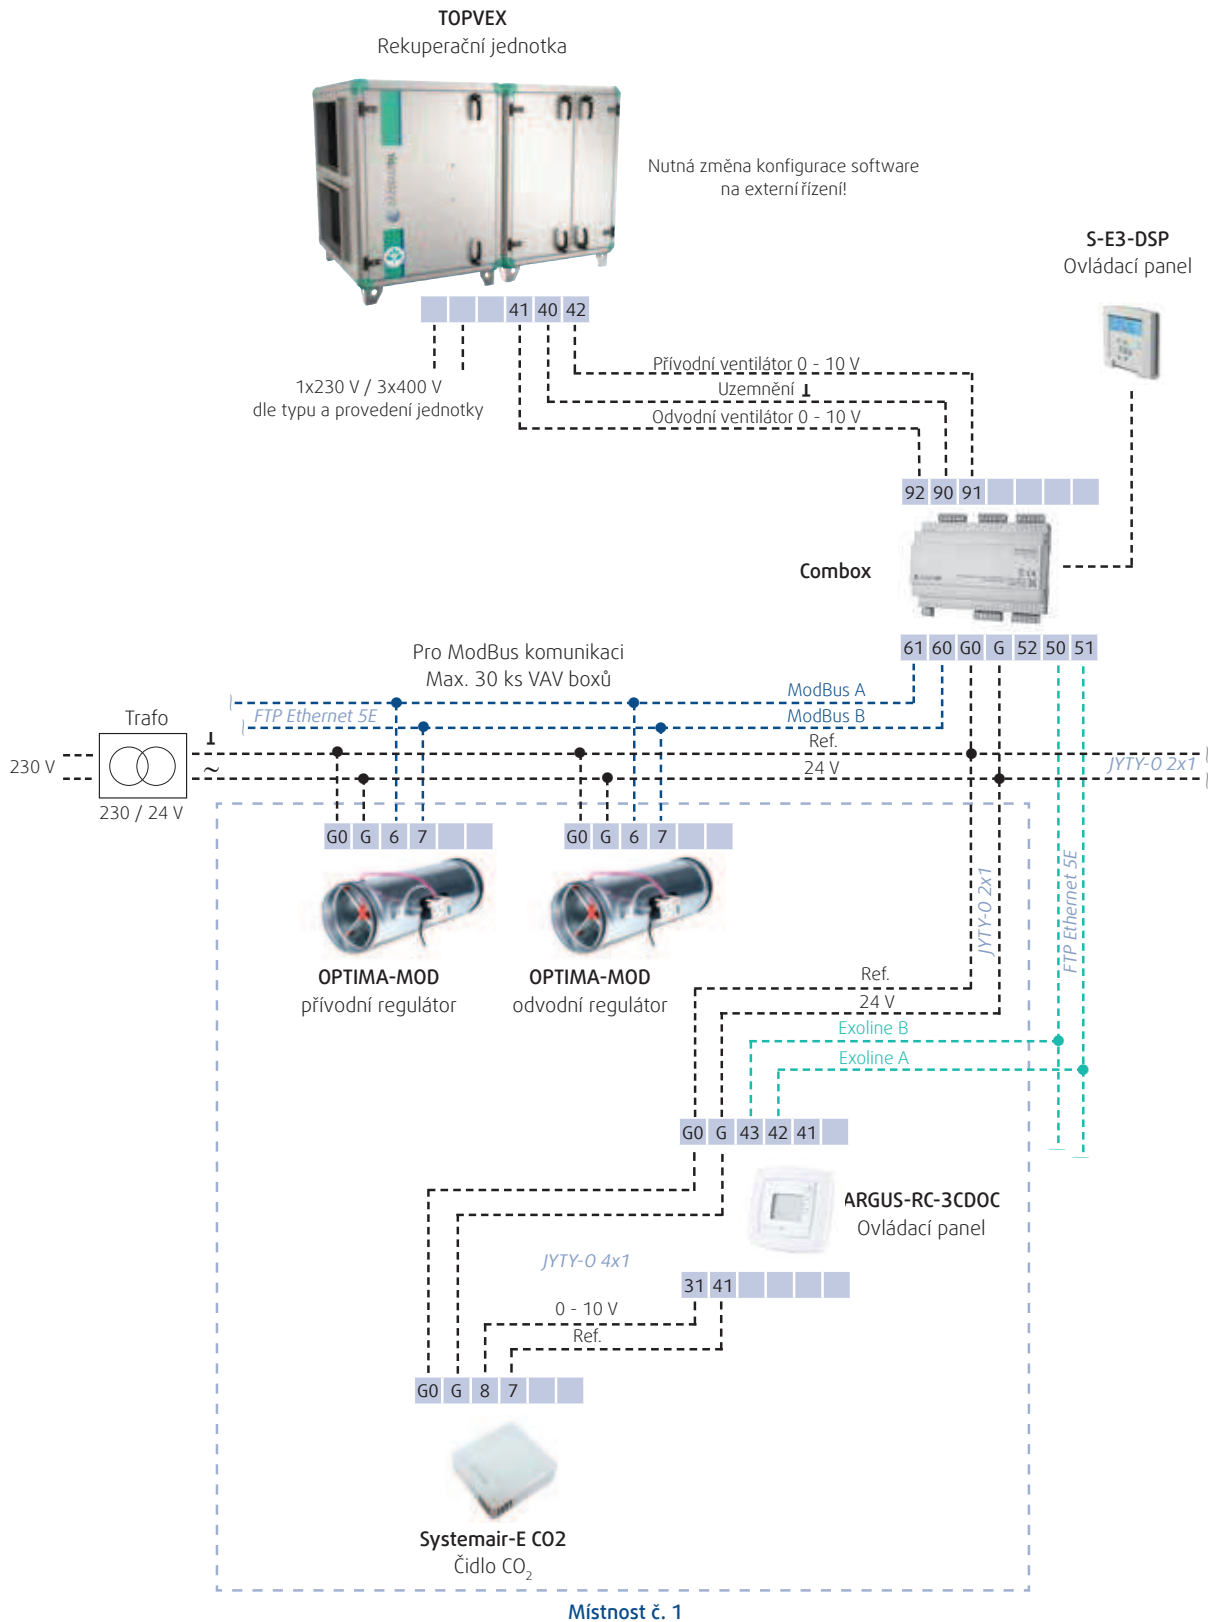 TOPVEX
Rekuperační jednotka
Nutná změna konfigurace software
na externí řízení!
S-E3-DSP
Ovládací panel
41 40 42
1x230 V / 3x400 V
dle typu a provedení jednotky
Přívodní ventilátor 0 - 10 V
Uzemnění
Odvodní ventilátor 0 - 10 V
92 90 91
Combox
61 60 G0 G 52 50 51
Pro ModBus komunikaci
Max. 30 ks VAV boxů
ModBus A
FTP Ethernet 5E
ModBus B
Trafo
Ref.
230 V
~
24 V
JYTY-O 2x1
230 / 24 V
G0 G 6 7
G0 G 6 7
JYTY-O 2x1
FTP Ethernet 5E
OPTIMA-MOD
přívodní regulátor
OPTIMA-MOD
odvodní regulátor
Ref.
24 V
Exoline B
Exoline A
G0 G 43 42 41
ARGUS-RC-3CDOC
Ovládací panel
JYTY-O 4x1
31 41
0 - 10 V
Ref.
G0 G 8 7
Systemair-E CO2
Čidlo CO₂
Místnost č. 1